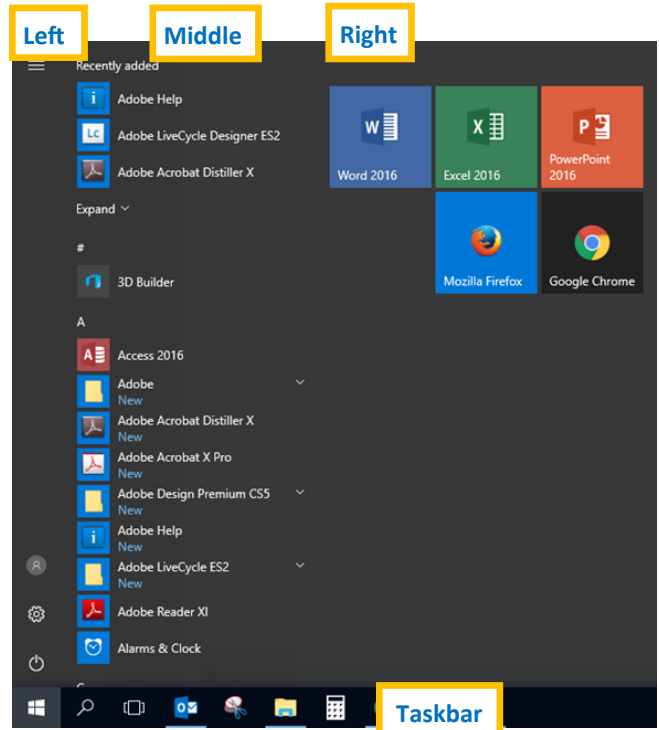 Left Middle Right
Recently added
Adobe Help
Adobe LiveCycle Designer ES2
Adobe Acrobat Distiller X
Expand
#
3D Builder
A
Access 2016
Adobe
New
Adobe Acrobat Distiller X
New
Adobe Acrobat X Pro
New
Adobe Design Premium CS5
New
Adobe Help
New
Adobe LiveCycle ES2
New
Adobe Reader XI
Alarms & Clock
Word 2016
Excel 2016
PowerPoint
2016
Mozilla Firefox
Google Chrome
Taskbar